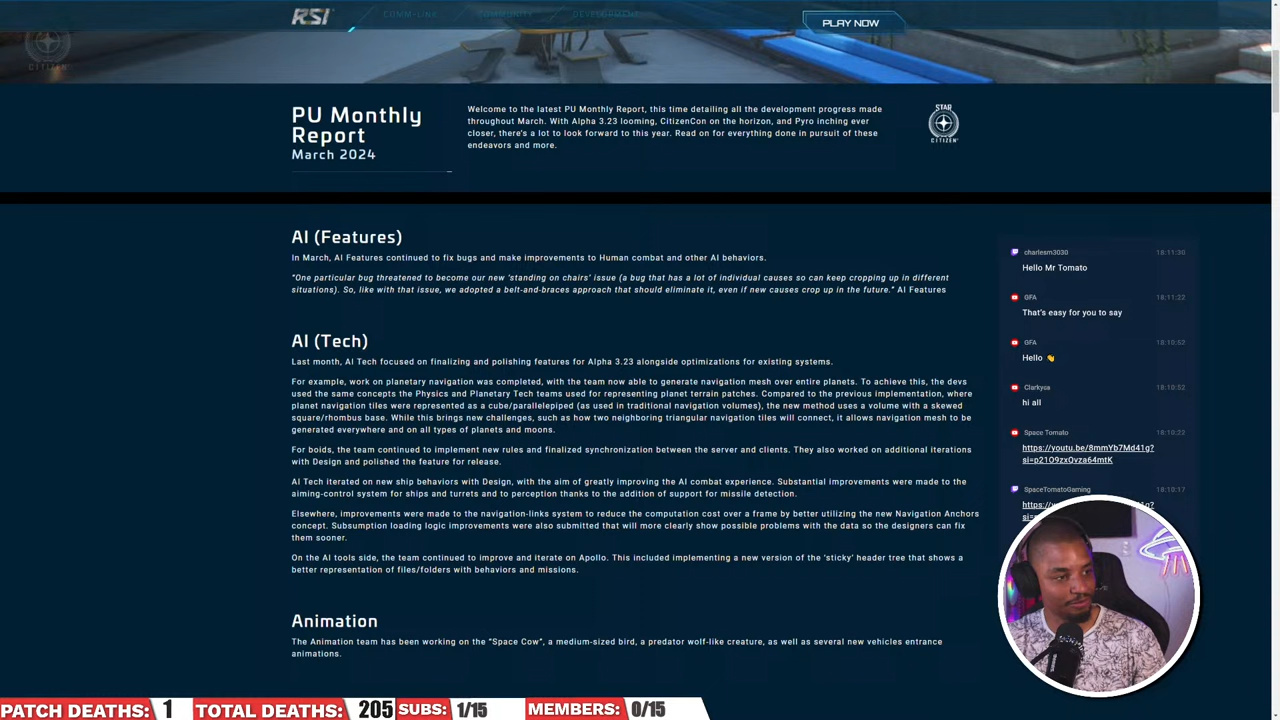 RSI
COMM-LINK
COMMUNITY
DEVELOPMENT
PLAY NOW
CITIZEN
PU Monthly
Report
March 2024
Welcome to the latest PU Monthly Report, this time detailing all the development progress made
throughout March. With Alpha 3.23 looming, CitizenCon on the horizon, and Pyro inching ever
closer, there's a lot to look forward to this year. Read on for everything done in pursuit of these
endeavors and more.
STAR
CITIZEN
AI (Features)
In March, AI Features continued to fix bugs and make improvements to Human combat and other AI behaviors.
"One particular bug threatened to become our new 'standing on chairs' issue (a bug that has a lot of individual causes so can keep cropping up in different
situations). So, like with that issue, we adopted a belt-and-braces approach that should eliminate it, even if new causes crop up in the future." AI Features
AI (Tech)
Last month, AI Tech focused on finalizing and polishing features for Alpha 3.23 alongside optimizations for existing systems.
For example, work on planetary navigation was completed, with the team now able to generate navigation mesh over entire planets. To achieve this, the devs
used the same concepts the Physics and Planetary Tech teams used for representing planet terrain patches. Compared to the previous implementation, where
planet navigation tiles were represented as a cube/parallelepiped (as used in traditional navigation volumes), the new method uses a volume with a skewed
square/rhombus base. While this brings new challenges, such as how two neighboring triangular navigation tiles will connect, it allows navigation mesh to be
generated everywhere and on all types of planets and moons.
For boids, the team continued to implement new rules and finalized synchronization between the server and clients. They also worked on additional iterations
with Design and polished the feature for release.
AI Tech iterated on new ship behaviors with Design, with the aim of greatly improving the AI combat experience. Substantial improvements were made to the
aiming-control system for ships and turrets and to perception thanks to the addition of support for missile detection.
Elsewhere, improvements were made to the navigation-links system to reduce the computation cost over a frame by better utilizing the new Navigation Anchors
concept. Subsumption loading logic improvements were also submitted that will more clearly show possible problems with the data so the designers can fix
them sooner.
On the AI tools side, the team continued to improve and iterate on Apollo. This included implementing a new version of the 'sticky' header tree that shows a
better representation of files/folders with behaviors and missions.
Animation
The Animation team has been working on the "Space Cow", a medium-sized bird, a predator wolf-like creature, as well as several new vehicles entrance
animations.
charlesm3030 18:11:30
Hello Mr Tomato
GFA 18:11:22
That's easy for you to say
GFA 18:10:52
Hello 👋
Clarkyca 18:10:52
hi all
Space Tomato 18:10:22
https://youtu.be/8mmYb7Md41g?
si=p21O9zxQvza64mtK
SpaceTomatoGaming 18:10:17
PATCH DEATHS: 1
TOTAL DEATHS: 205
SUBS: 1/15
MEMBERS: 0/15